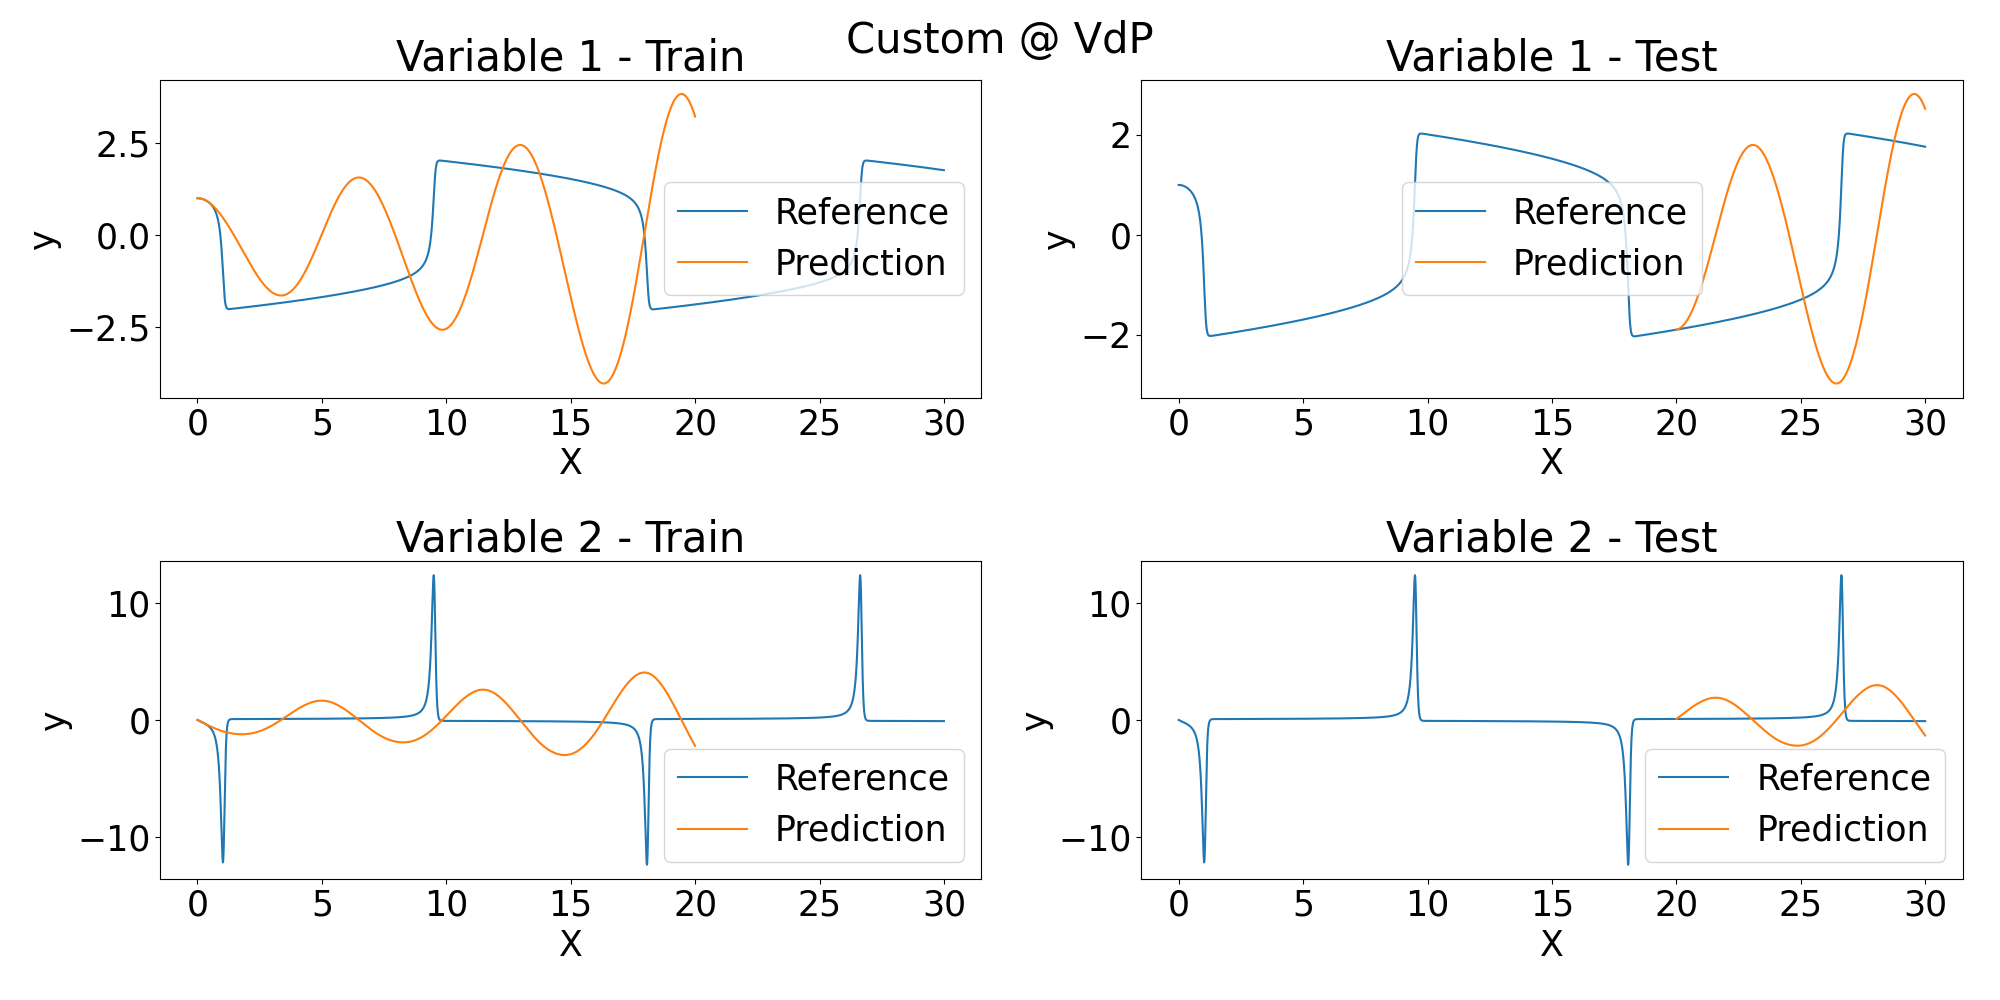 Custom @ VdP
Variable 1 - Train
2.5
0.0
−2.5
y
0 5 10 15 20 25 30
X
Reference
Prediction
Variable 1 - Test
2
0
−2
y
0 5 10 15 20 25 30
X
Reference
Prediction
Variable 2 - Train
10
0
−10
y
0 5 10 15 20 25 30
X
Reference
Prediction
Variable 2 - Test
10
0
−10
y
0 5 10 15 20 25 30
X
Reference
Prediction